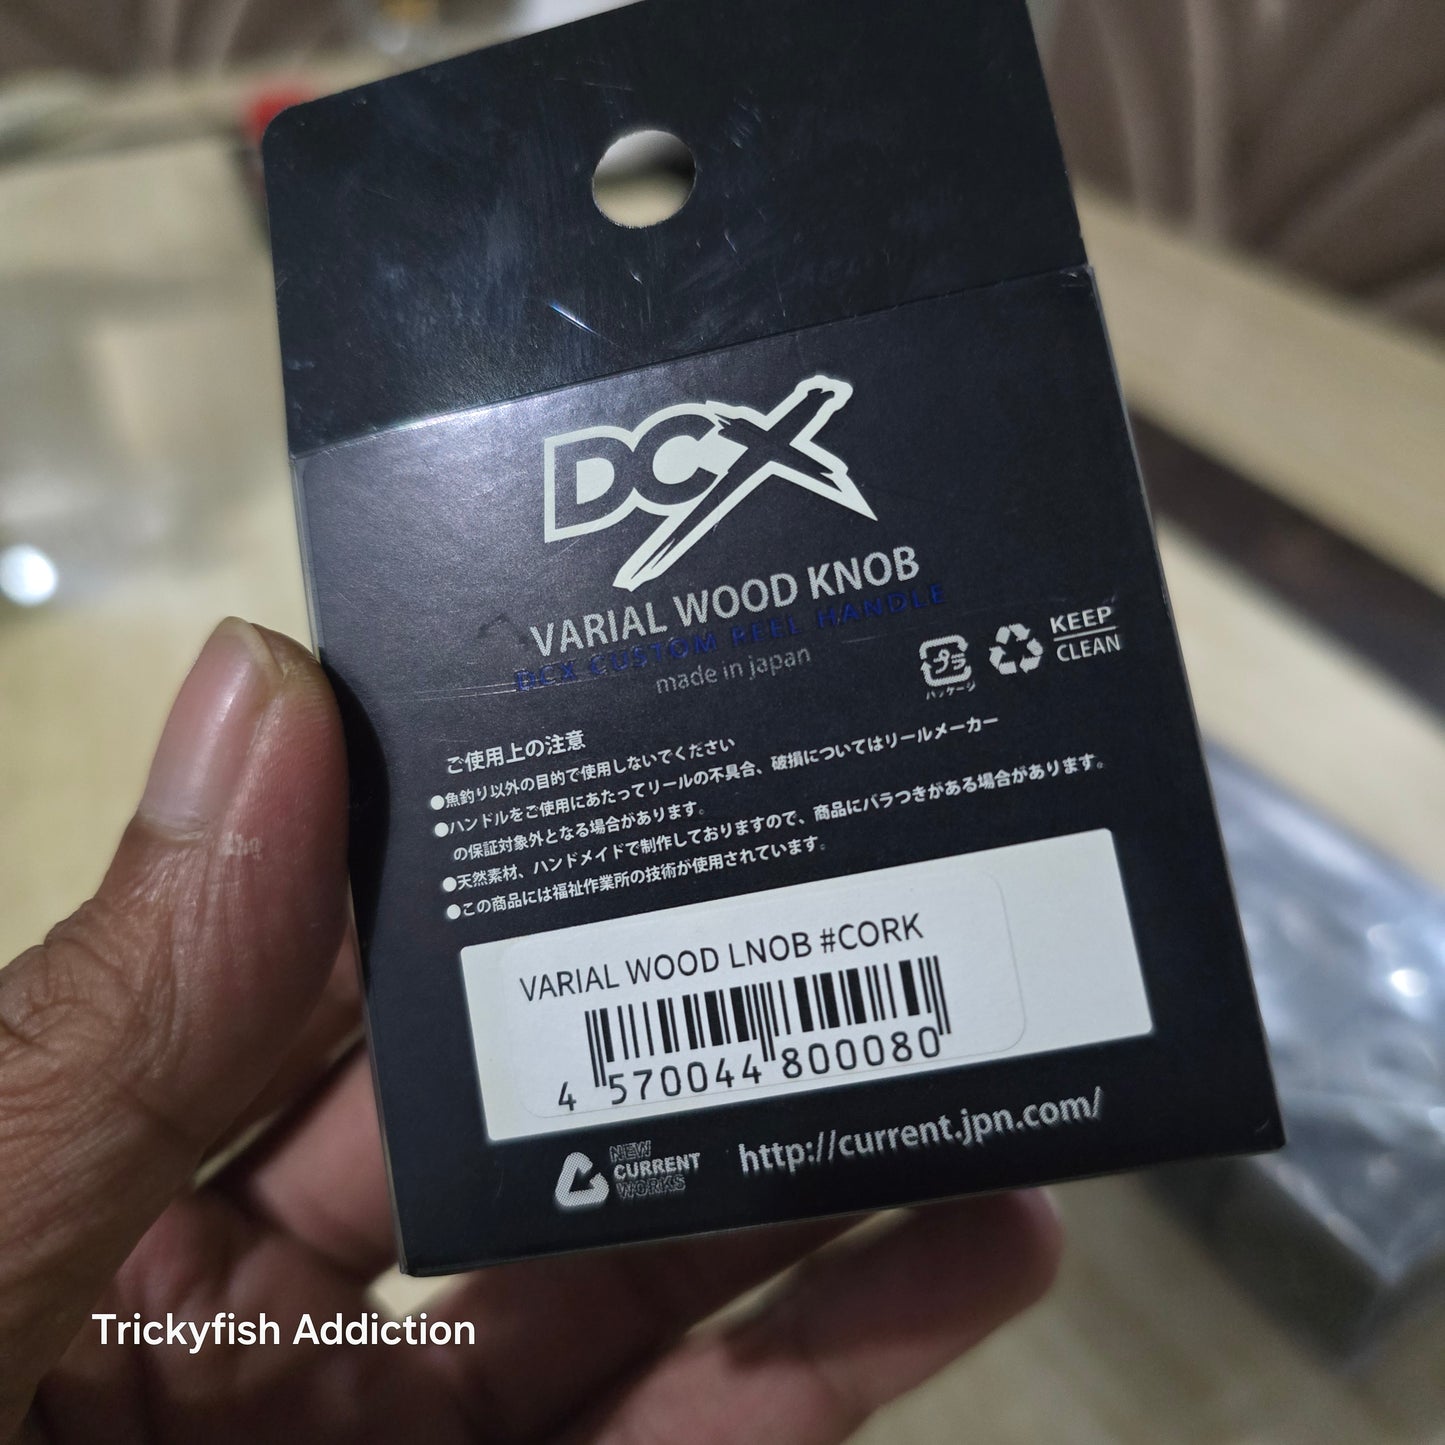 DCX
VARIAL WOOD KNOB
DCX CUSTOM REEL HANDLE
made in japan
プラ
パッケージ
KEEP
CLEAN
ご使用上の注意
●魚釣り以外の目的で使用しないでください
●ハンドルをご使用にあたってリールの不具合、破損についてはリールメーカー
の保証対象外となる場合があります。
●天然素材、ハンドメイドで制作しておりますので、商品にバラつきがある場合があります。
●この商品には福祉作業所の技術が使用されています。
VARIAL WOOD LNOB #CORK
4 570044 800080
NEW
CURRENT
WORKS
http://current.jpn.com/
Trickyfish Addiction